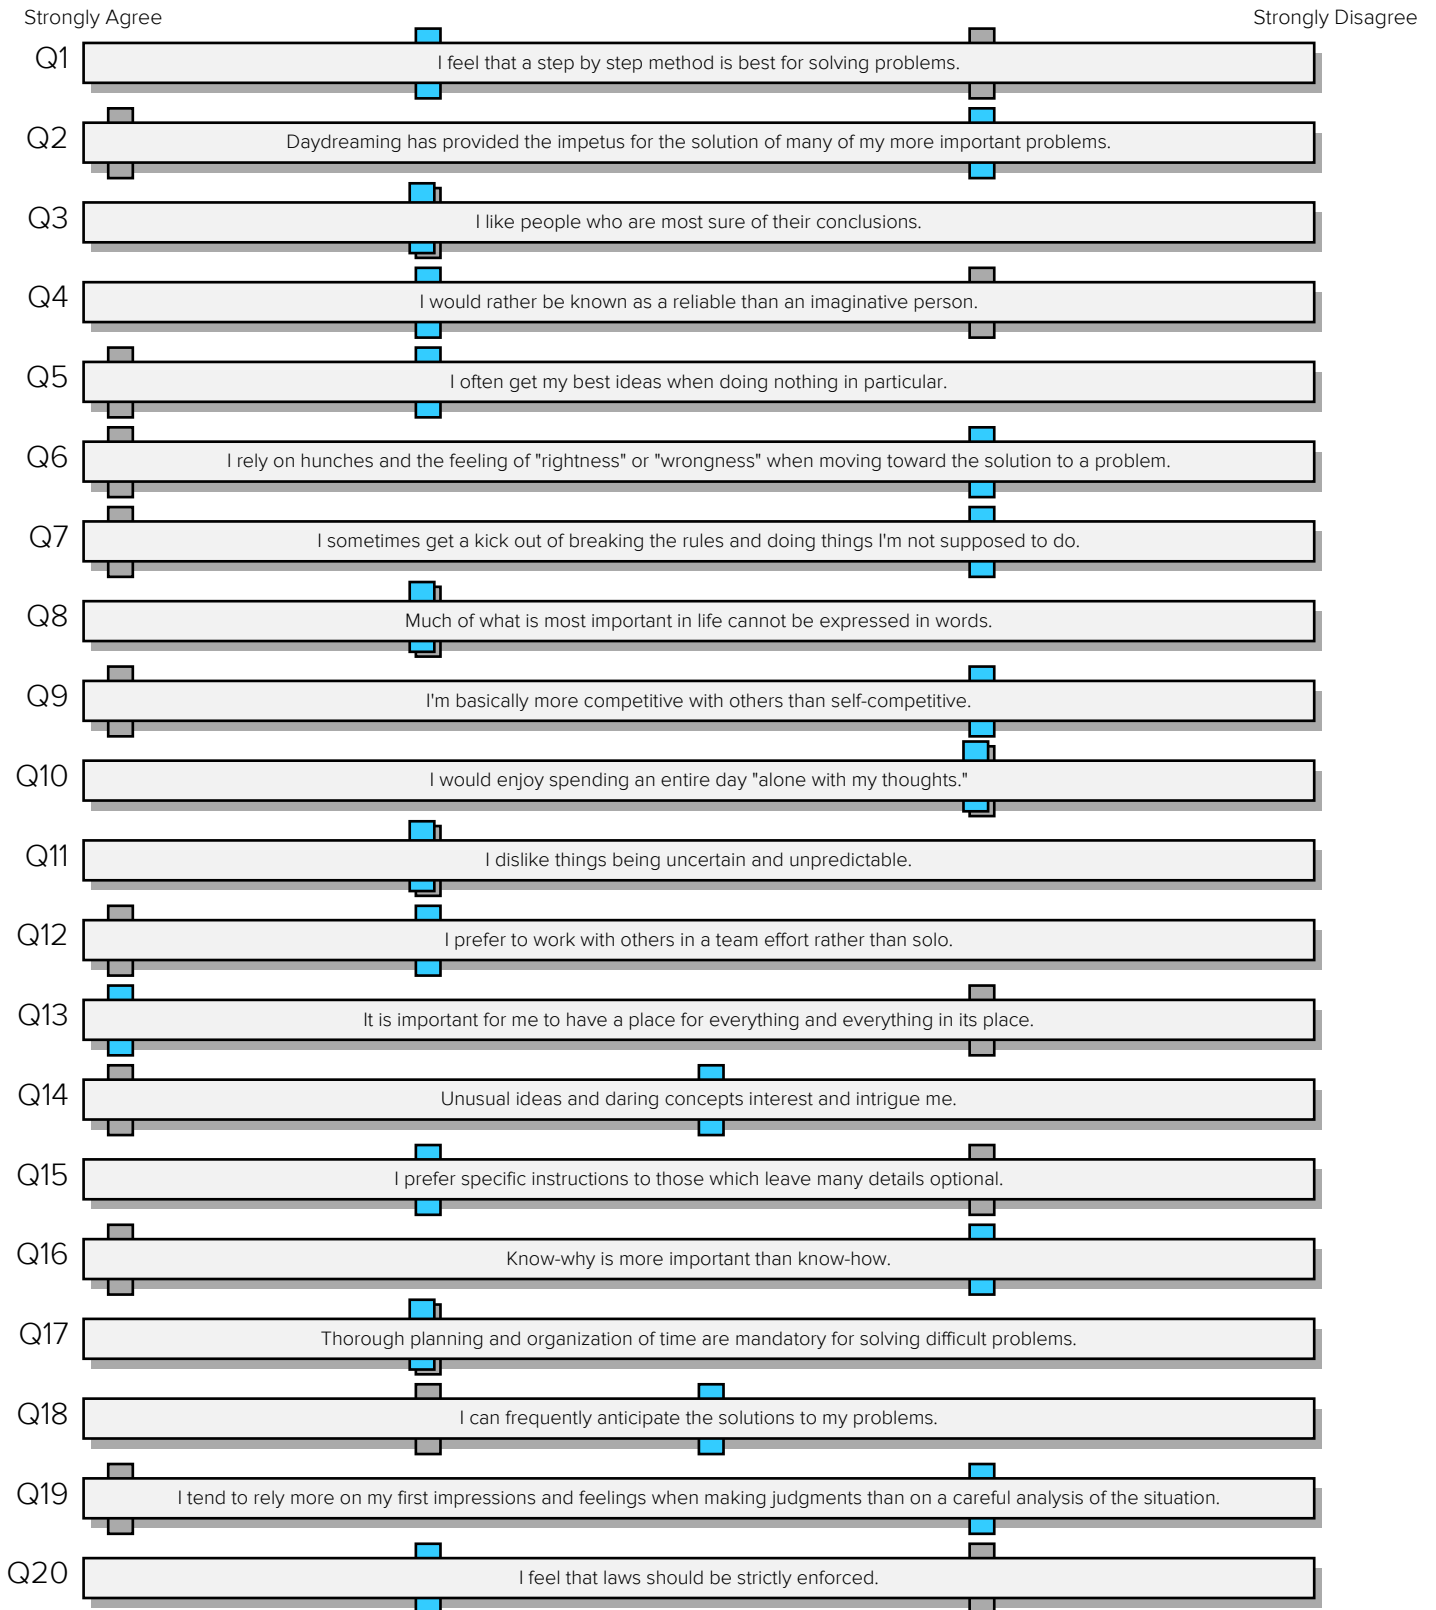 Strongly Agree
Strongly Disagree
Q1
I feel that a step by step method is best for solving problems.
Q2
Daydreaming has provided the impetus for the solution of many of my more important problems.
Q3
I like people who are most sure of their conclusions.
Q4
I would rather be known as a reliable than an imaginative person.
Q5
I often get my best ideas when doing nothing in particular.
Q6
I rely on hunches and the feeling of "rightness" or "wrongness" when moving toward the solution to a problem.
Q7
I sometimes get a kick out of breaking the rules and doing things I'm not supposed to do.
Q8
Much of what is most important in life cannot be expressed in words.
Q9
I'm basically more competitive with others than self-competitive.
Q10
I would enjoy spending an entire day "alone with my thoughts."
Q11
I dislike things being uncertain and unpredictable.
Q12
I prefer to work with others in a team effort rather than solo.
Q13
It is important for me to have a place for everything and everything in its place.
Q14
Unusual ideas and daring concepts interest and intrigue me.
Q15
I prefer specific instructions to those which leave many details optional.
Q16
Know-why is more important than know-how.
Q17
Thorough planning and organization of time are mandatory for solving difficult problems.
Q18
I can frequently anticipate the solutions to my problems.
Q19
I tend to rely more on my first impressions and feelings when making judgments than on a careful analysis of the situation.
Q20
I feel that laws should be strictly enforced.